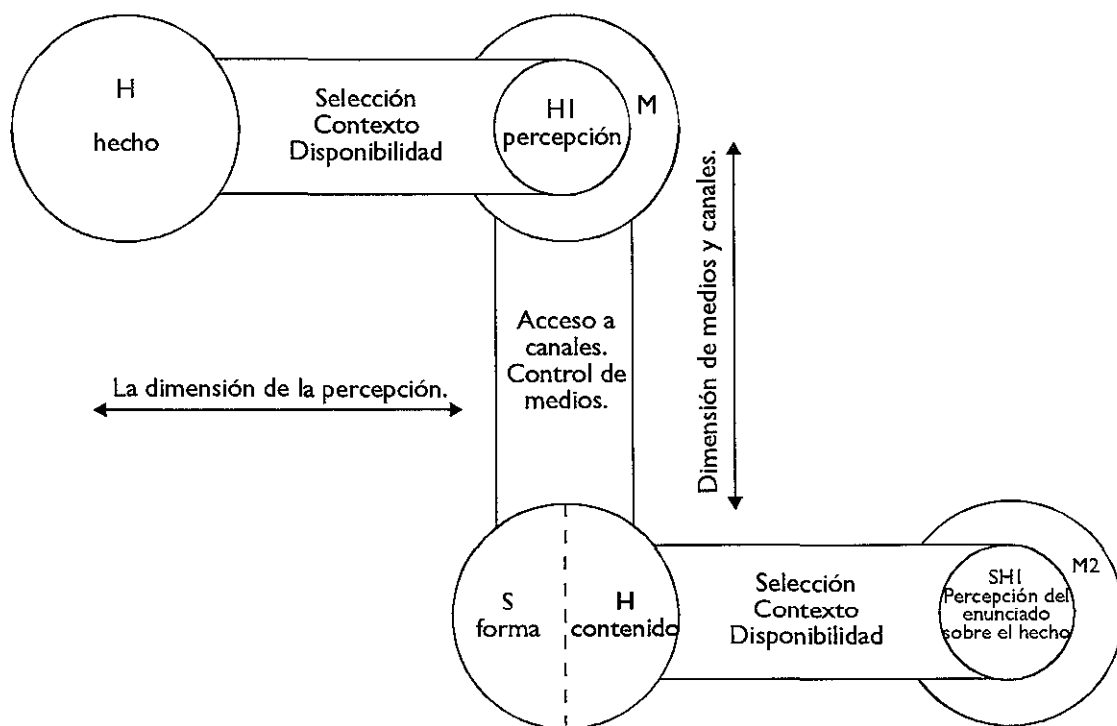 H
hecho
Selección
Contexto
Disponibilidad
H1
percepción
M
Dimensión de medios y canales.
Acceso a
canales.
Control de
medios.
La dimensión de la percepción.
S
forma
H
contenido
Selección
Contexto
Disponibilidad
SH1
Percepción del
enunciado
sobre el hecho
M2